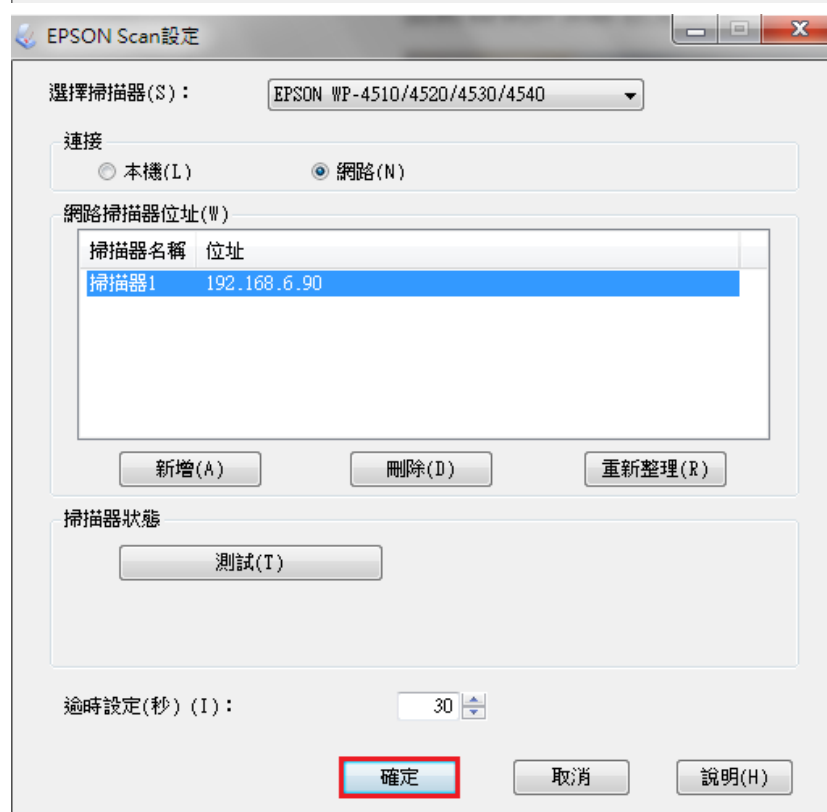 EPSON Scan設定
選擇掃描器(S)： EPSON WP-4510/4520/4530/4540
連接
本機(L) 網路(N)
網路掃描器位址(W)
掃描器名稱 位址
掃描器1 192.168.6.90
新增(A) 刪除(D) 重新整理(R)
掃描器狀態
測試(T)
逾時設定(秒) (I)： 30
確定 取消 說明(H)